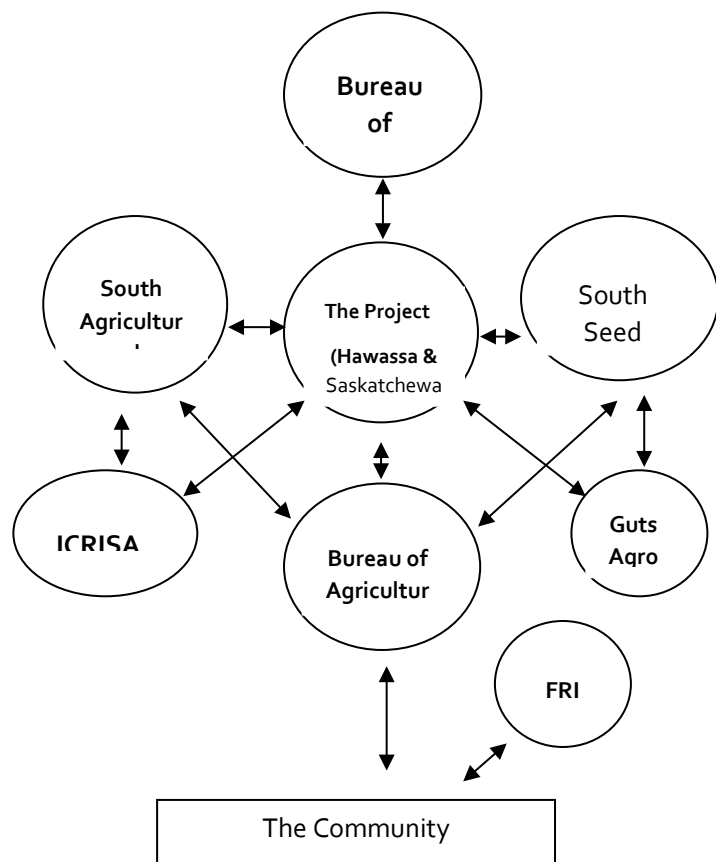 Bureau
of
South
Agricultur
The Project
(Hawassa &
Saskatchewa
South
Seed
ICRISA
Bureau of
Agricultur
Guts
Agro
FRI
The Community